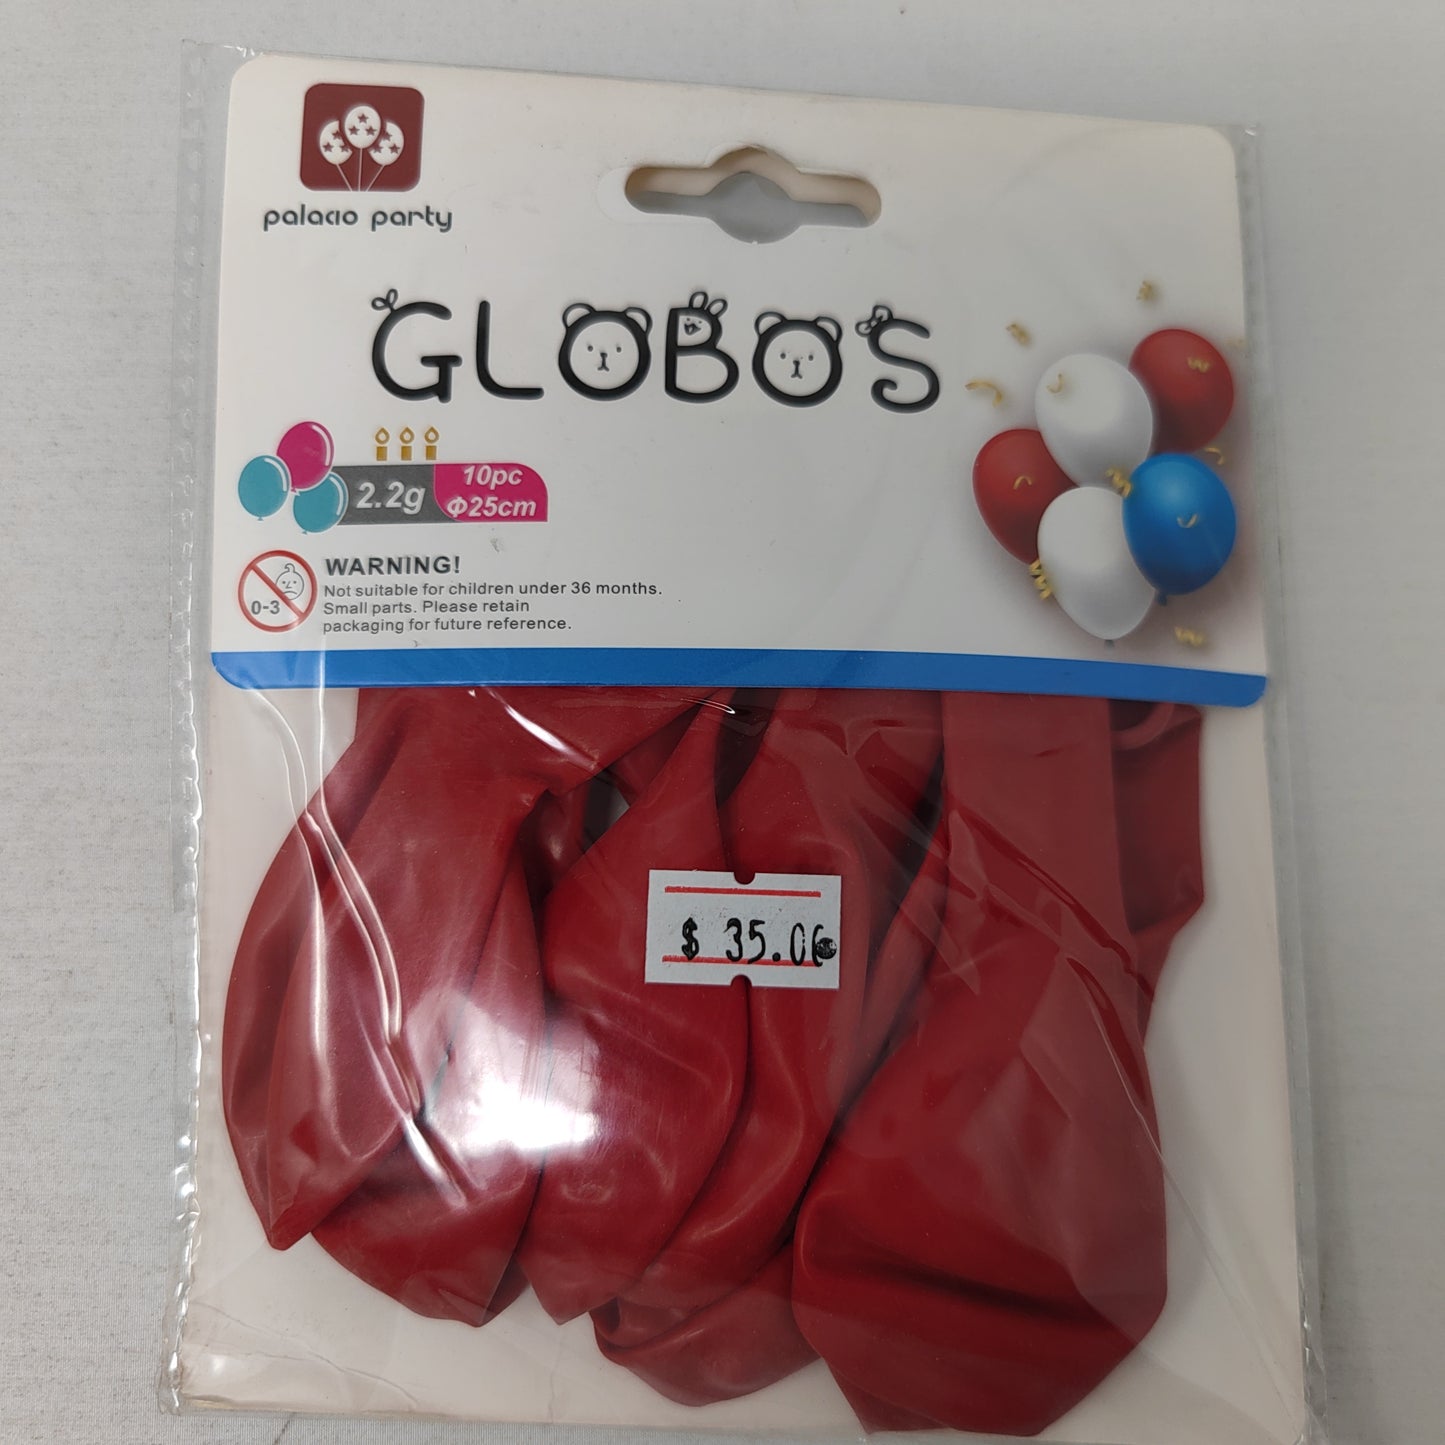 palacio party
GLOBOS
2.2g
10pc
Φ25cm
WARNING!
Not suitable for children under 36 months.
Small parts. Please retain
packaging for future reference.
0-3
$ 35.00